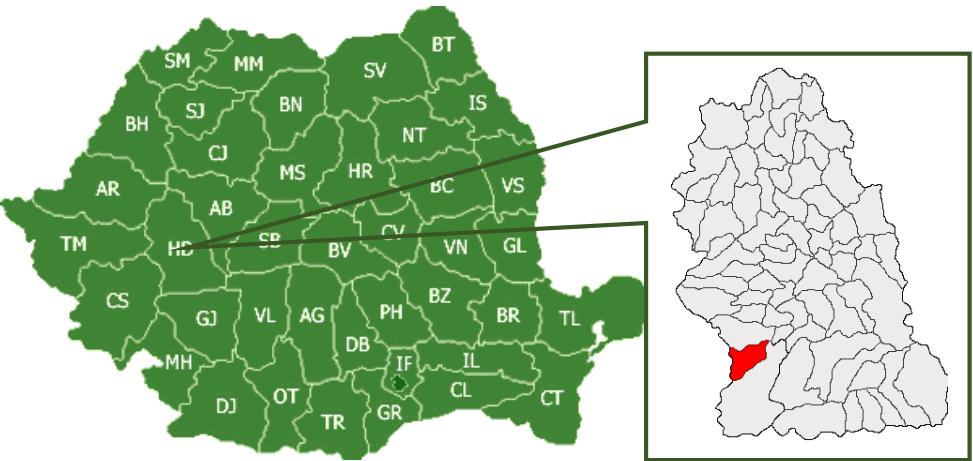 BT
SM
MM
SV
BN
IS
SJ
BH
NT
CJ
MS
HR
AR
BC
VS
AB
TM
HD
SB
BV
CV
VN
GL
CS
GJ
VL
AG
PH
BZ
BR
TL
DB
MH
IF
IL
CL
CT
DJ
OT
TR
GR